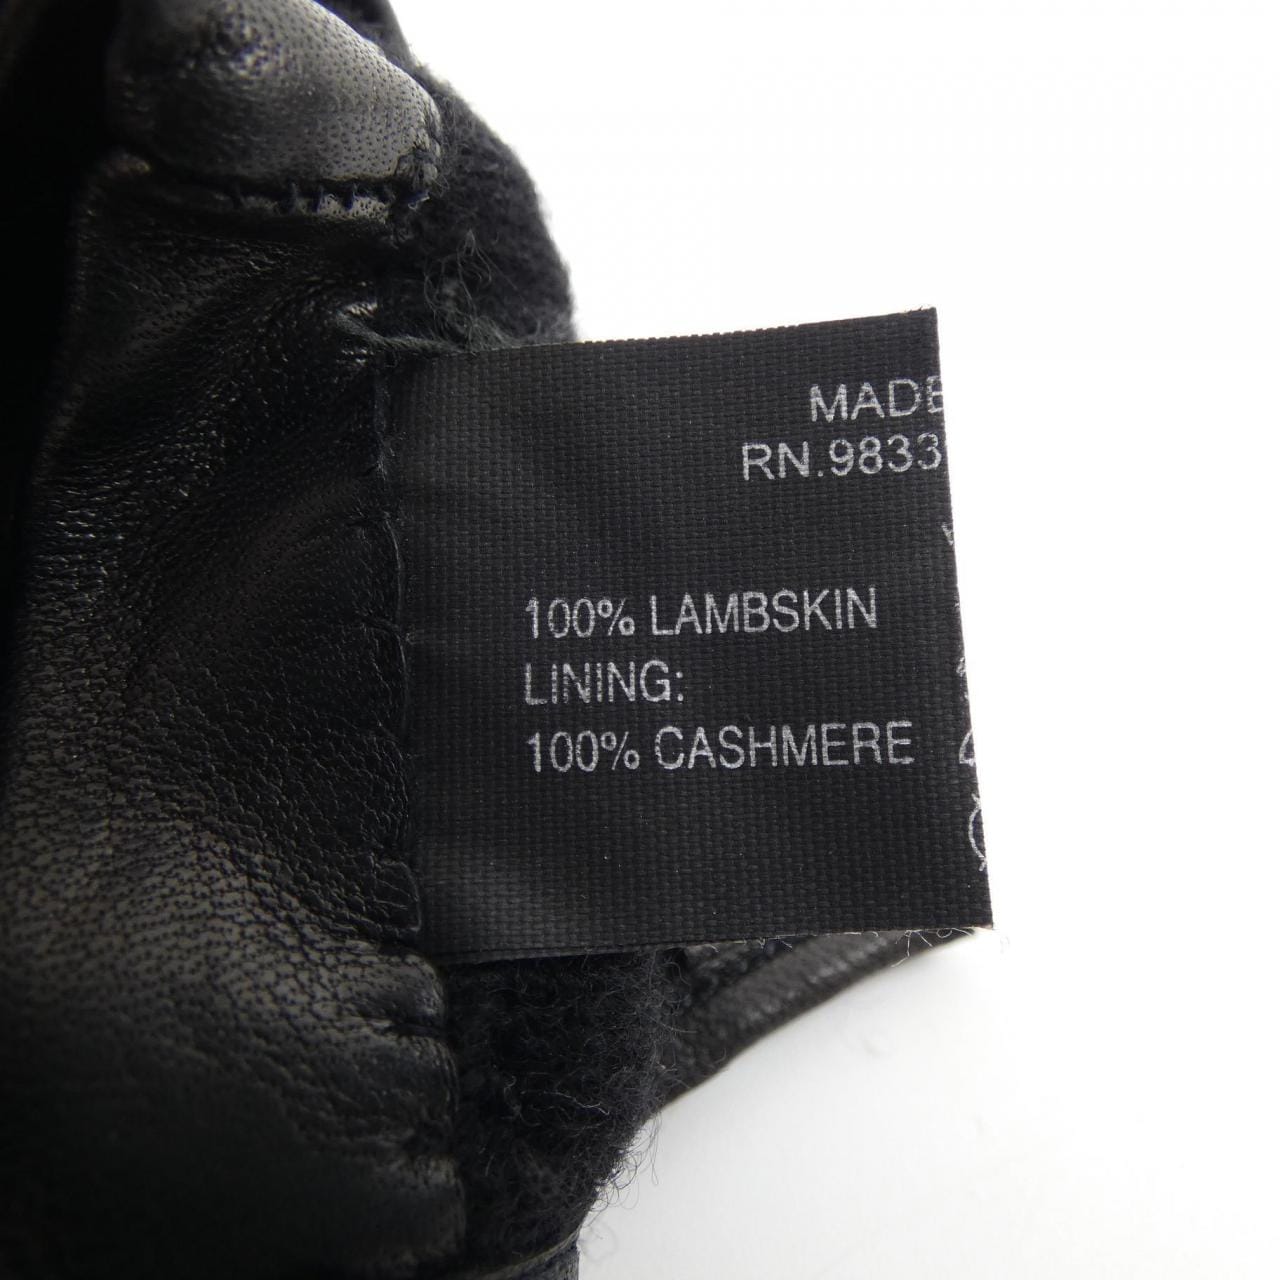 MADE
RN.9833
100% LAMBSKIN
LINING:
100% CASHMERE